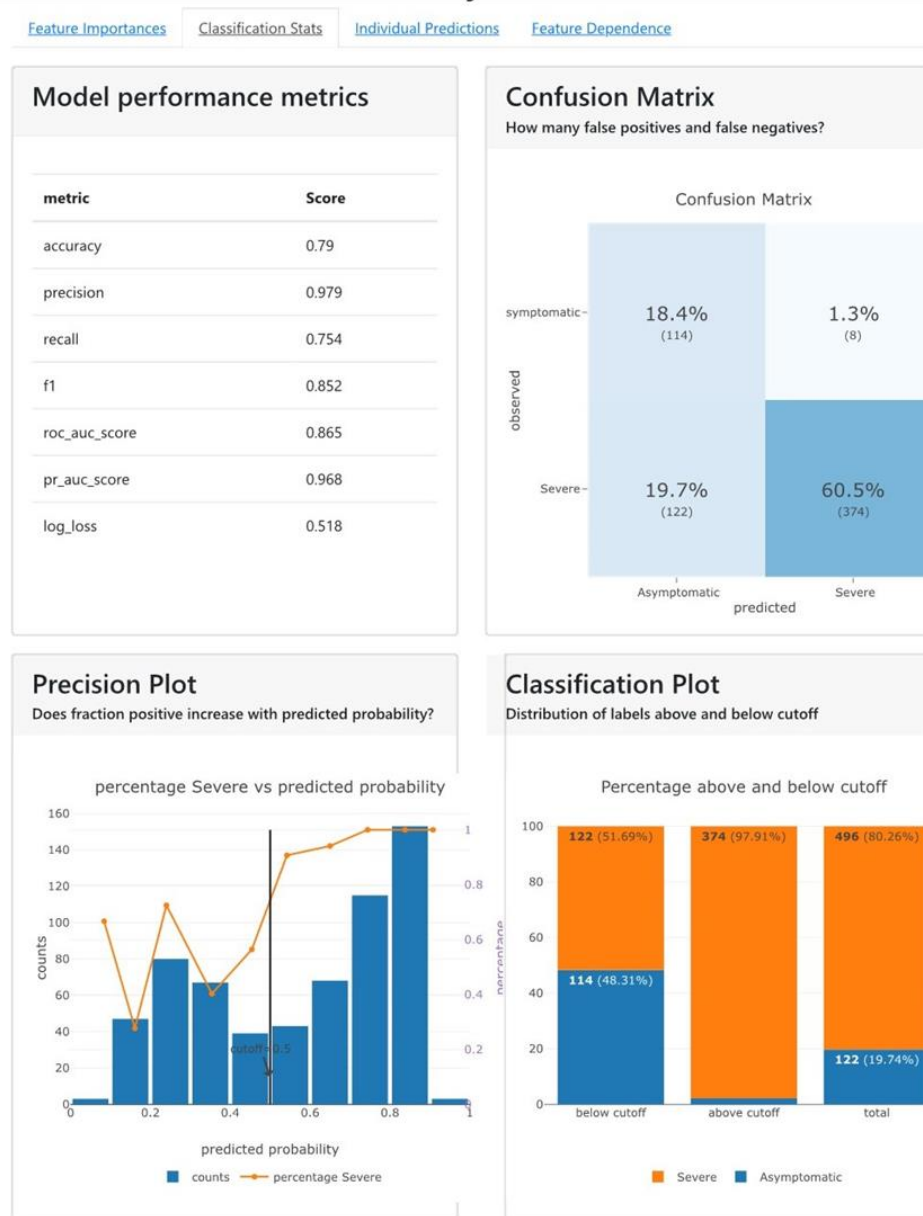 Feature Importances Classification Stats Individual Predictions Feature Dependence
Model performance metrics
metric Score
accuracy 0.79
precision 0.979
recall 0.754
f1 0.852
roc_auc_score 0.865
pr_auc_score 0.968
log_loss 0.518
Confusion Matrix
How many false positives and false negatives?
Confusion Matrix
symptomatic
18.4% 1.3%
(114) (8)
observed
Severe
19.7% 60.5%
(122) (374)
Asymptomatic Severe
predicted
Precision Plot
Does fraction positive increase with predicted probability?
percentage Severe vs predicted probability
160
140
120
100
80
60
40
20
0
counts
1
0.8
0.6
0.4
0.2
percentage
cutoff=0.5
0 0.2 0.4 0.6 0.8 1
predicted probability
counts percentage Severe
Classification Plot
Distribution of labels above and below cutoff
Percentage above and below cutoff
100
80
60
40
20
0
122 (51.69%) 374 (97.91%) 496 (80.26%)
114 (48.31%)
122 (19.74%)
below cutoff above cutoff total
Severe Asymptomatic